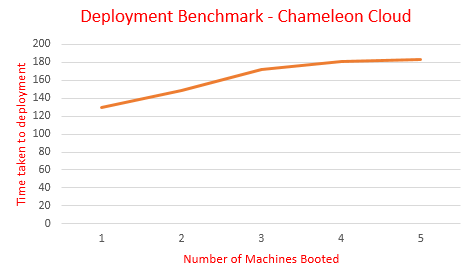 Deployment Benchmark - Chameleon Cloud
Time taken to deployment
200
180
160
140
120
100
80
60
40
20
0
1 2 3 4 5
Number of Machines Booted